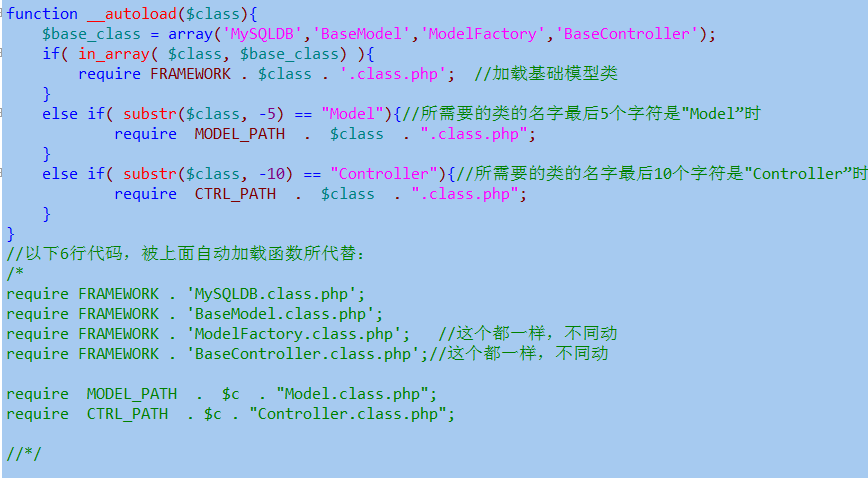 function __autoload($class){
    $base_class = array('MySQLDB','BaseModel','ModelFactory','BaseController');
    if( in_array( $class, $base_class) ){
        require FRAMEWORK . $class . '.class.php';  //加载基础模型类
    }
    else if( substr($class, -5) == "Model"){//所需要的类的名字最后5个字符是"Model”时
            require  MODEL_PATH  .  $class  . ".class.php";
    }
    else if( substr($class, -10) == "Controller"){//所需要的类的名字最后10个字符是"Controller”时
            require  CTRL_PATH  .  $class  . ".class.php";
    }
}
//以下6行代码，被上面自动加载函数所代替：
/*
require FRAMEWORK . 'MySQLDB.class.php';
require FRAMEWORK . 'BaseModel.class.php';
require FRAMEWORK . 'ModelFactory.class.php';   //这个都一样，不同动
require FRAMEWORK . 'BaseController.class.php';//这个都一样，不同动
require  MODEL_PATH  .  $c  . "Model.class.php";
require  CTRL_PATH  . $c . "Controller.class.php";
//*/